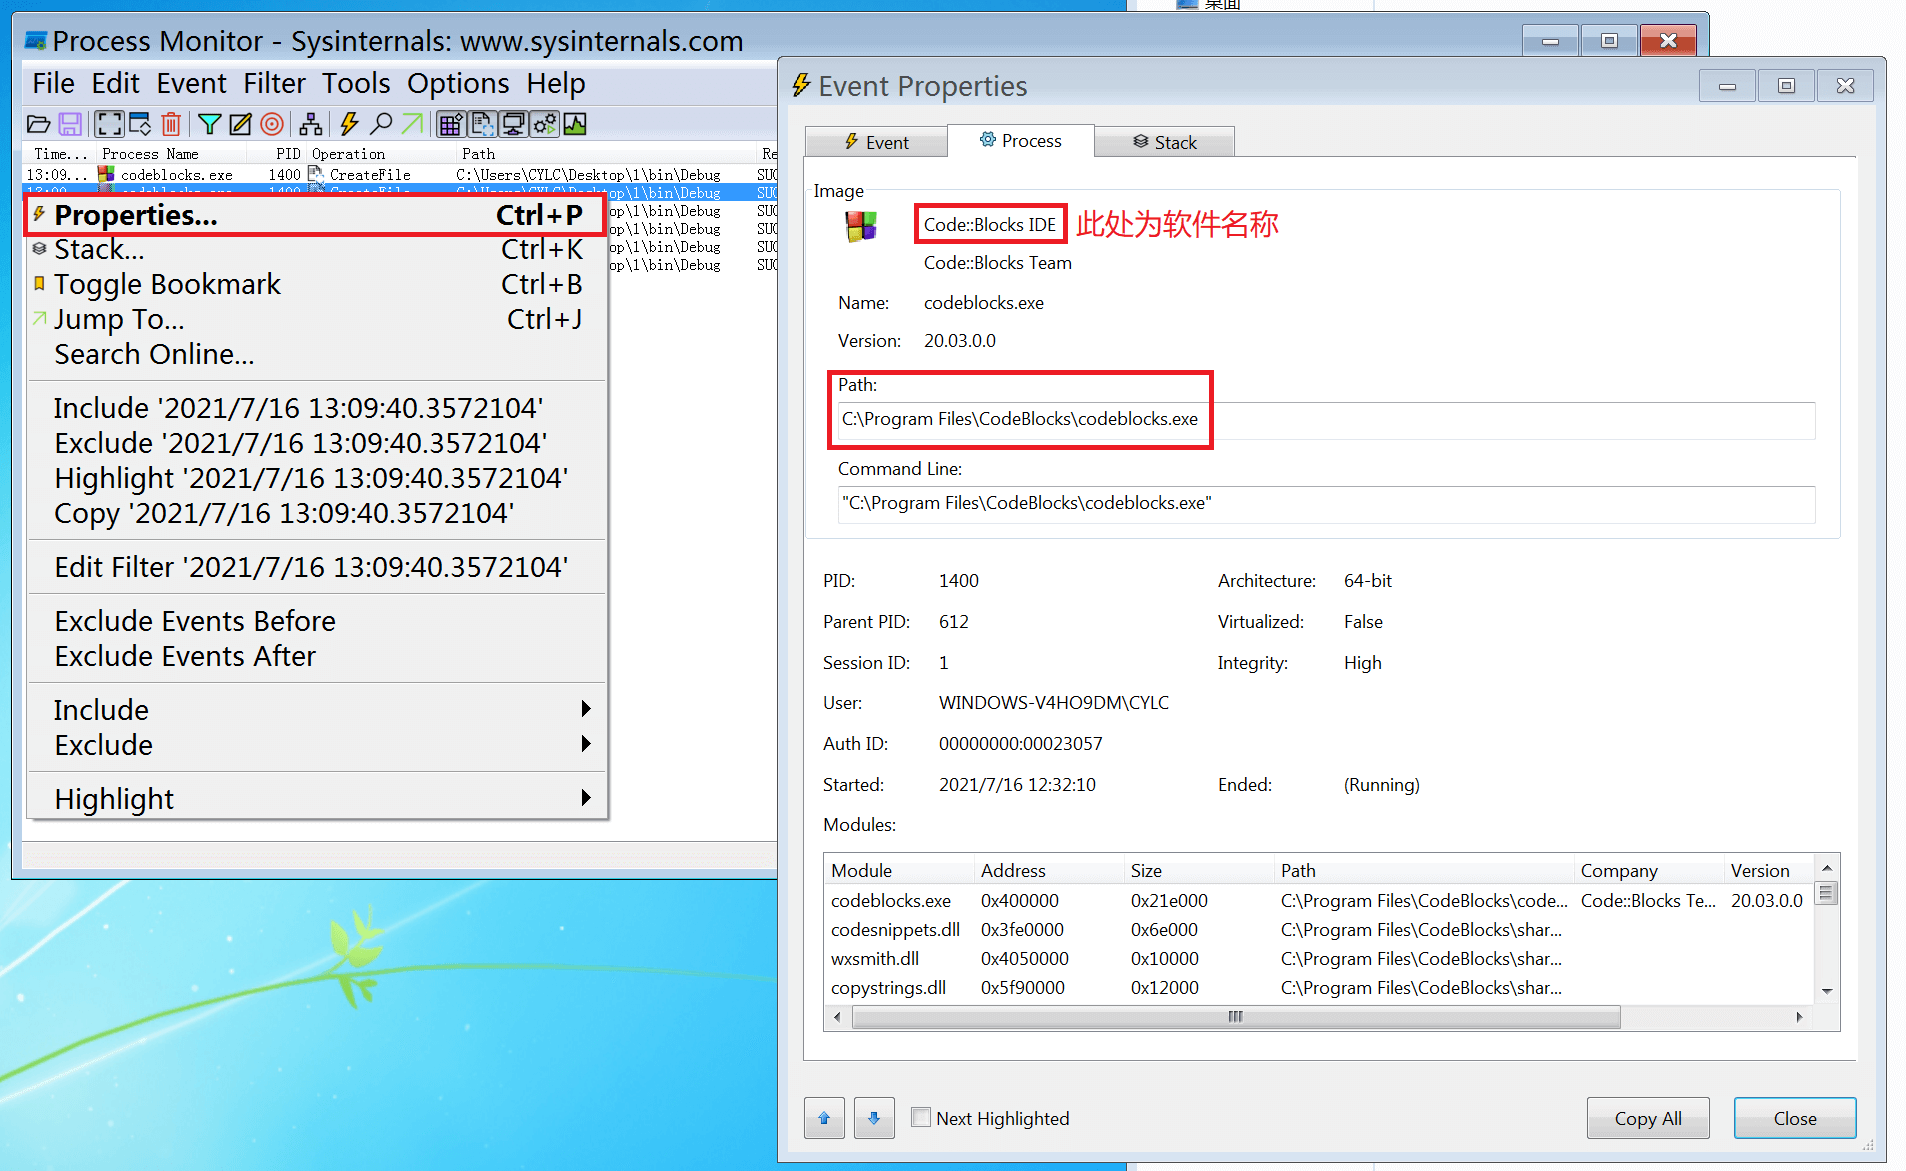 桌面
Process Monitor - Sysinternals: www.sysinternals.com
File Edit Event Filter Tools Options Help
Time... Process Name PID Operation Path Re
13:09... codeblocks.exe 1400 CreateFile C:\Users\CYLC\Desktop\1\bin\Debug SUC
13:09... codeblocks.exe 1400 CreateFile C:\Users\CYLC\Desktop\1\bin\Debug SUC
op\1\bin\Debug SUC
op\1\bin\Debug SUC
op\1\bin\Debug SUC
op\1\bin\Debug SUC
Properties... Ctrl+P
Stack... Ctrl+K
Toggle Bookmark Ctrl+B
Jump To... Ctrl+J
Search Online...
Include '2021/7/16 13:09:40.3572104'
Exclude '2021/7/16 13:09:40.3572104'
Highlight '2021/7/16 13:09:40.3572104'
Copy '2021/7/16 13:09:40.3572104'
Edit Filter '2021/7/16 13:09:40.3572104'
Exclude Events Before
Exclude Events After
Include
Exclude
Highlight
Event Properties
Event Process Stack
Image
Code::Blocks IDE 此处为软件名称
Code::Blocks Team
Name: codeblocks.exe
Version: 20.03.0.0
Path:
C:\Program Files\CodeBlocks\codeblocks.exe
Command Line:
"C:\Program Files\CodeBlocks\codeblocks.exe"
PID: 1400 Architecture: 64-bit
Parent PID: 612 Virtualized: False
Session ID: 1 Integrity: High
User: WINDOWS-V4HO9DM\CYLC
Auth ID: 00000000:00023057
Started: 2021/7/16 12:32:10 Ended: (Running)
Modules:
Module Address Size Path Company Version
codeblocks.exe 0x400000 0x21e000 C:\Program Files\CodeBlocks\code... Code::Blocks Te... 20.03.0.0
codesnippets.dll 0x3fe0000 0x6e000 C:\Program Files\CodeBlocks\shar...
wxsmith.dll 0x4050000 0x10000 C:\Program Files\CodeBlocks\shar...
copystrings.dll 0x5f90000 0x12000 C:\Program Files\CodeBlocks\shar...
Next Highlighted Copy All Close